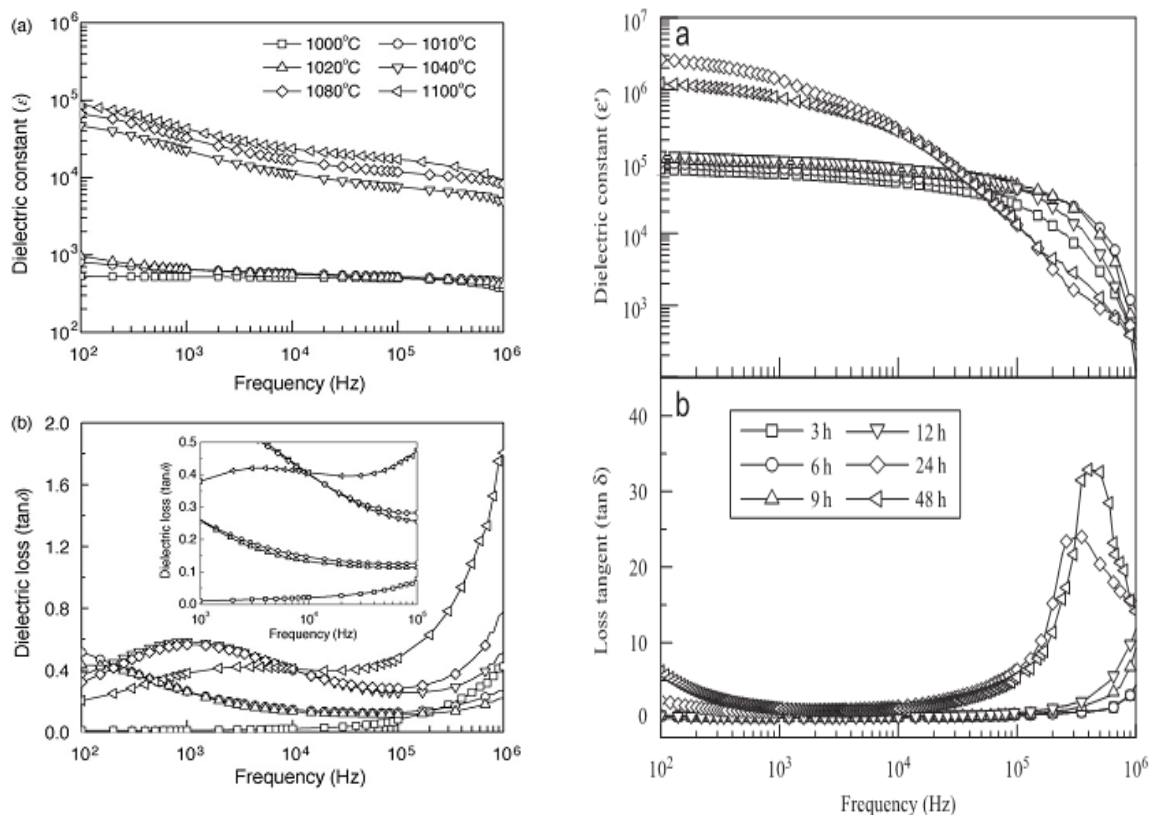 (a)
10⁶
10⁵
10⁴
10³
10²
Dielectric constant (ε)
1000°C 1010°C
1020°C 1040°C
1080°C 1100°C
10² 10³ 10⁴ 10⁵ 10⁶
Frequency (Hz)
(b)
2.0
1.6
1.2
0.8
0.4
0.0
Dielectric loss (tanδ)
0.5
0.4
0.3
0.2
0.1
0.0
Dielectric loss (tanδ)
10³ 10⁴ 10⁵
Frequency (Hz)
10² 10³ 10⁴ 10⁵ 10⁶
Frequency (Hz)
a
10⁷
10⁶
10⁵
10⁴
10³
Dielectric constant (ε')
b
40
30
20
10
0
Loss tangent (tan δ)
3 h 12 h
6 h 24 h
9 h 48 h
10² 10³ 10⁴ 10⁵ 10⁶
Frequency (Hz)